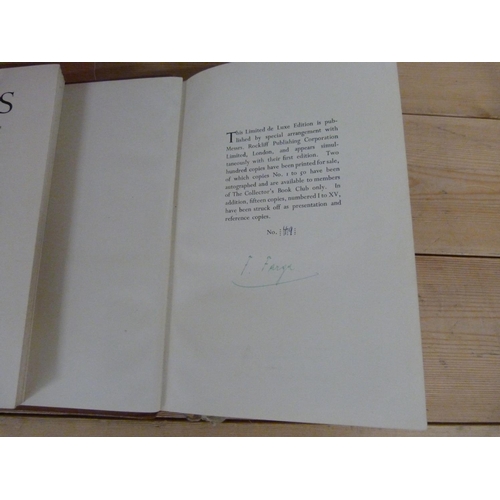 S
This Limited de Luxe Edition is pub-
lished by special arrangement with
Messrs. Rockliff Publishing Corporation
Limited, London, and appears simul-
taneously with their first edition. Two
hundred copies have been printed for sale,
of which copies No. 1 to 50 have been
autographed and are available to members
of The Collector's Book Club only. In
addition, fifteen copies, numbered I to XV,
have been struck off as presentation and
reference copies.
No.